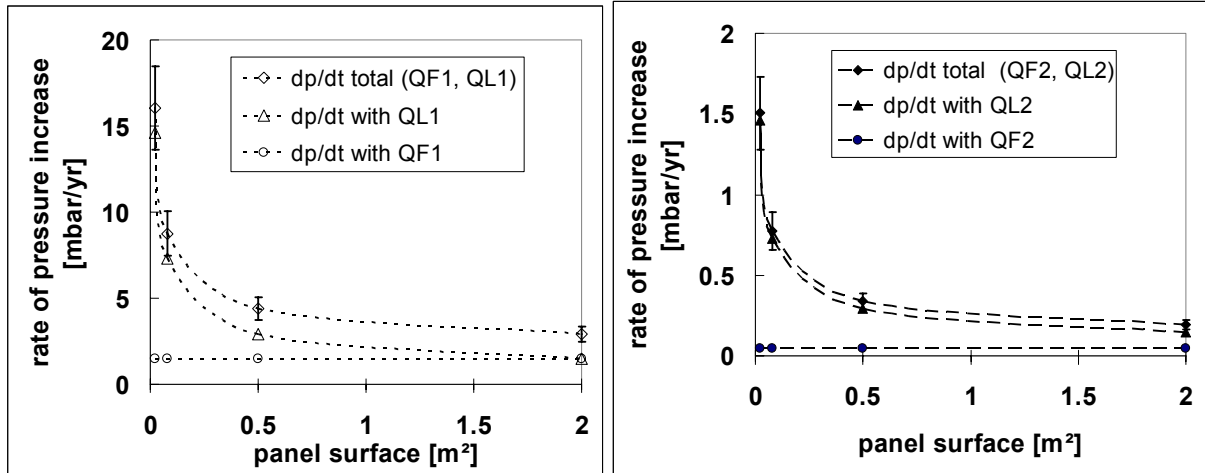 20
15
10
5
0
rate of pressure increase
[mbar/yr]
dp/dt total (QF1, QL1)
dp/dt with QL1
dp/dt with QF1
0
0.5
1
1.5
2
panel surface [m²]
2
1.5
1
0.5
0
rate of pressure increase
[mbar/yr]
dp/dt total (QF2, QL2)
dp/dt with QL2
dp/dt with QF2
0
0.5
1
1.5
2
panel surface [m²]